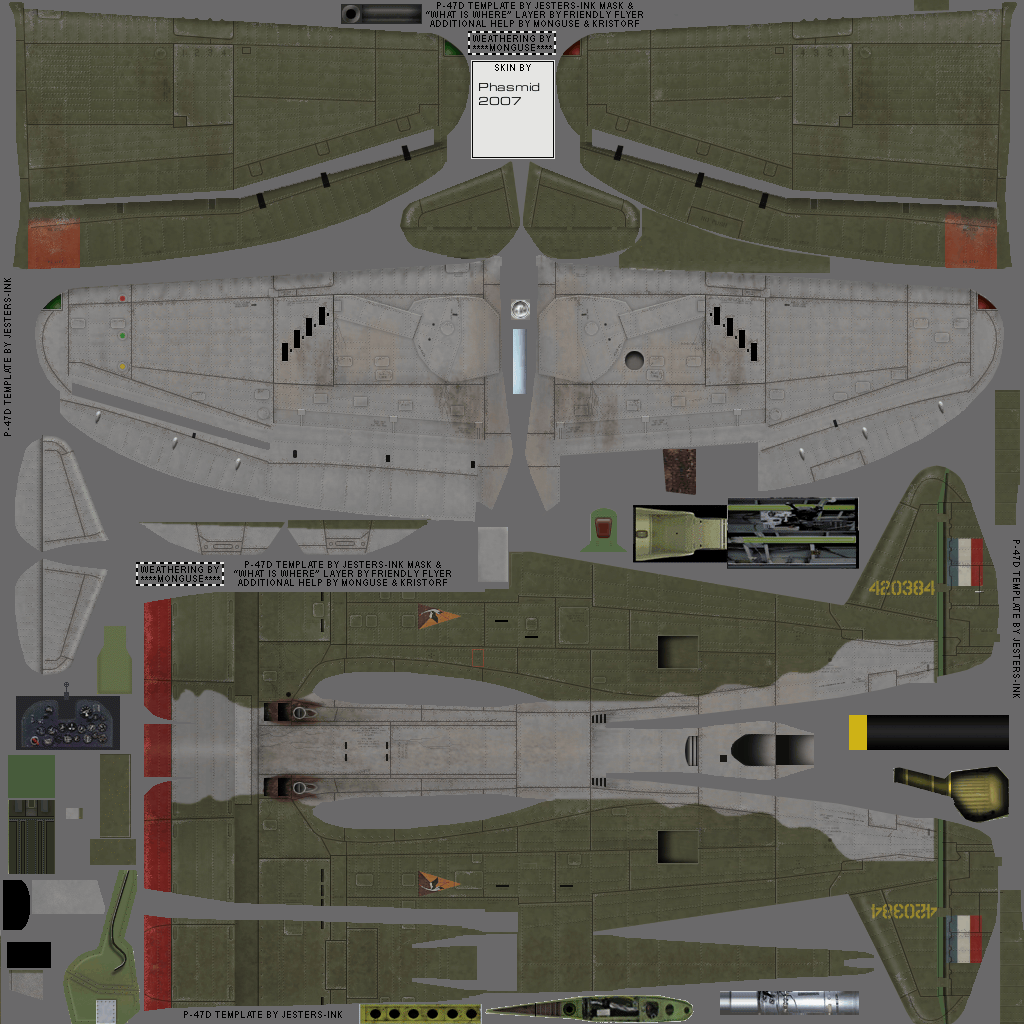 P-47D TEMPLATE BY JESTERS-INK MASK &
"WHAT IS WHERE" LAYER BY FRIENDLY FLYER
ADDITIONAL HELP BY MONGUSE & KRISTORF
WEATHERING BY
****MONGUSE****
SKIN BY
Phasmid
2007
P-47D TEMPLATE BY JESTERS-INK
P-47D TEMPLATE BY JESTERS-INK
WEATHERING BY
****MONGUSE****
P-47D TEMPLATE BY JESTERS-INK MASK &
"WHAT IS WHERE" LAYER BY FRIENDLY FLYER
ADDITIONAL HELP BY MONGUSE & KRISTORF
420384
420384
P-47D TEMPLATE BY JESTERS-INK